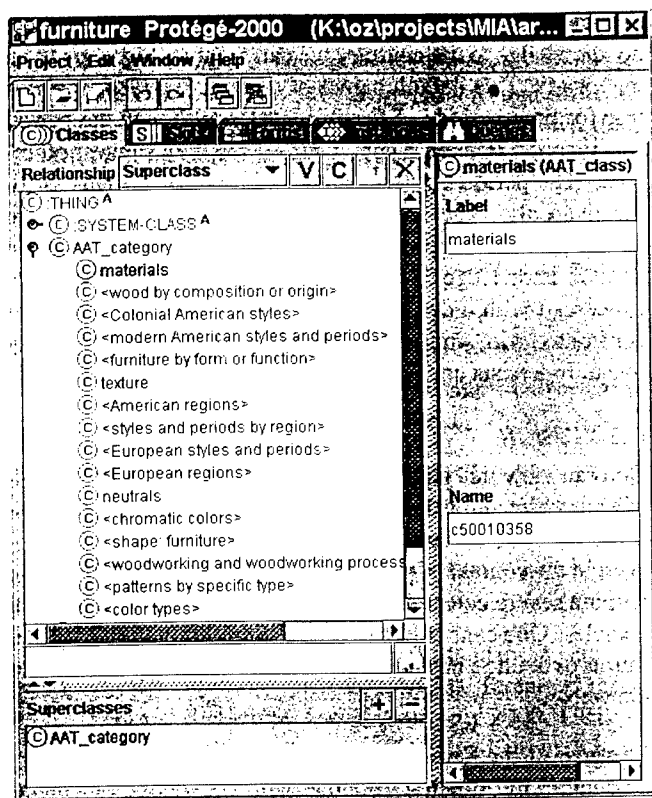 furniture Protégé-2000 (K:\oz\projects\MIA\ar...
Project Edit Window Help
Classes S
Relationship Superclass V C X
C :THING A
C :SYSTEM-CLASS A
C AAT_category
C materials
C <wood by composition or origin>
C <Colonial American styles>
C <modern American styles and periods>
C <furniture by form or function>
C texture
C <American regions>
C <styles and periods by region>
C <European styles and periods>
C <European regions>
C neutrals
C <chromatic colors>
C <shape: furniture>
C <woodworking and woodworking process
C <patterns by specific type>
C <color types>
Superclasses + −
C AAT_category
C materials (AAT_class)
Label
materials
Name
c50010358